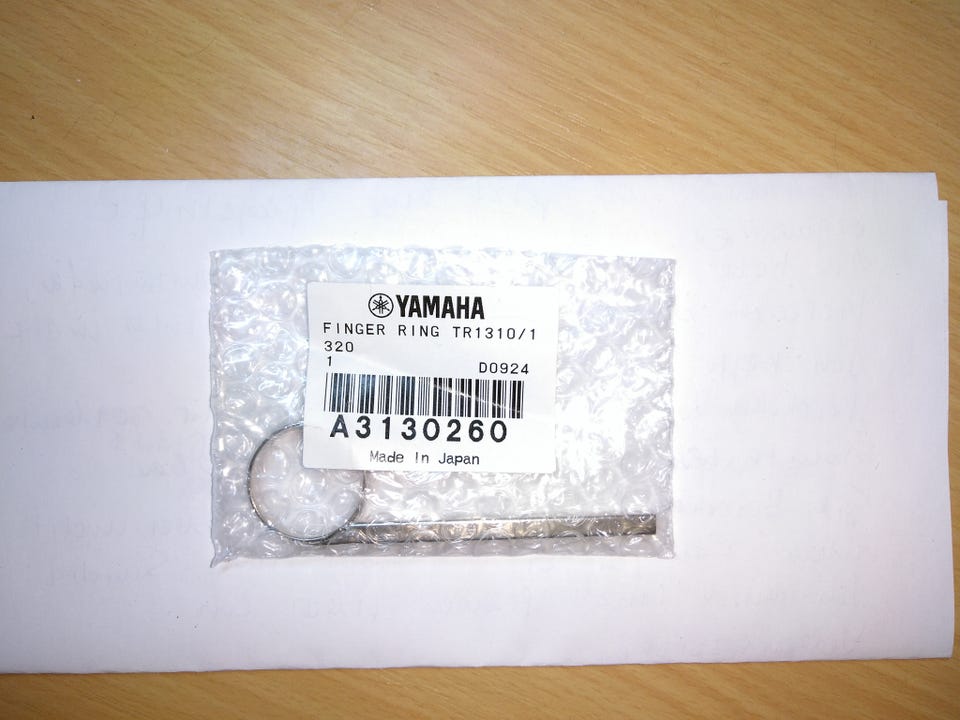 YAMAHA
FINGER RING TR1310/1
320
1 D0924
A3130260
Made In Japan